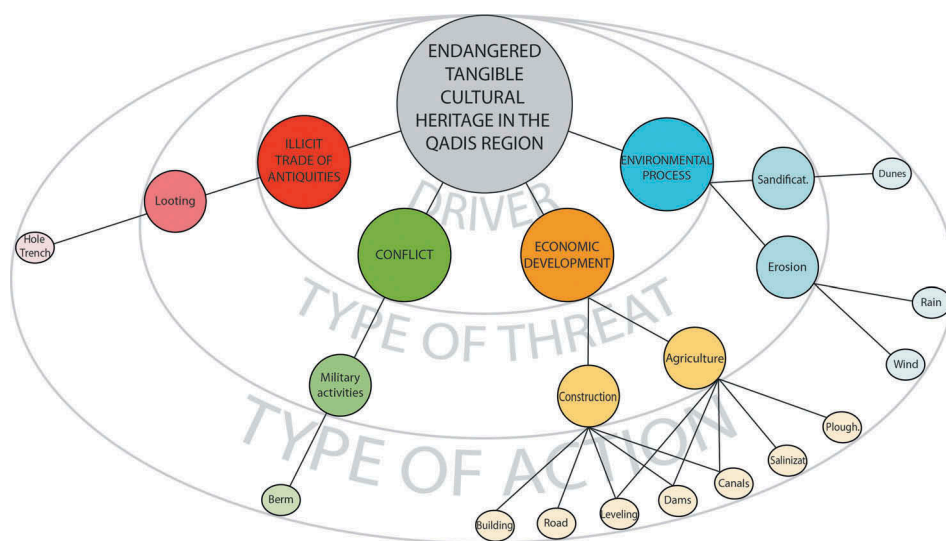 ENDANGERED
TANGIBLE
CULTURAL
HERITAGE IN THE
QADIS REGION
ILLICIT
TRADE OF
ANTIQUITIES
ENVIRONMENTAL
PROCESS
Sandificat.
Dunes
Looting
DRIVER
Hole
Trench
CONFLICT
ECONOMIC
DEVELOPMENT
Erosion
TYPE OF THREAT
Rain
Wind
Agriculture
Military
activities
Construction
TYPE OF ACTION
Plough.
Salinizat
Canals
Dams
Leveling
Road
Building
Berm